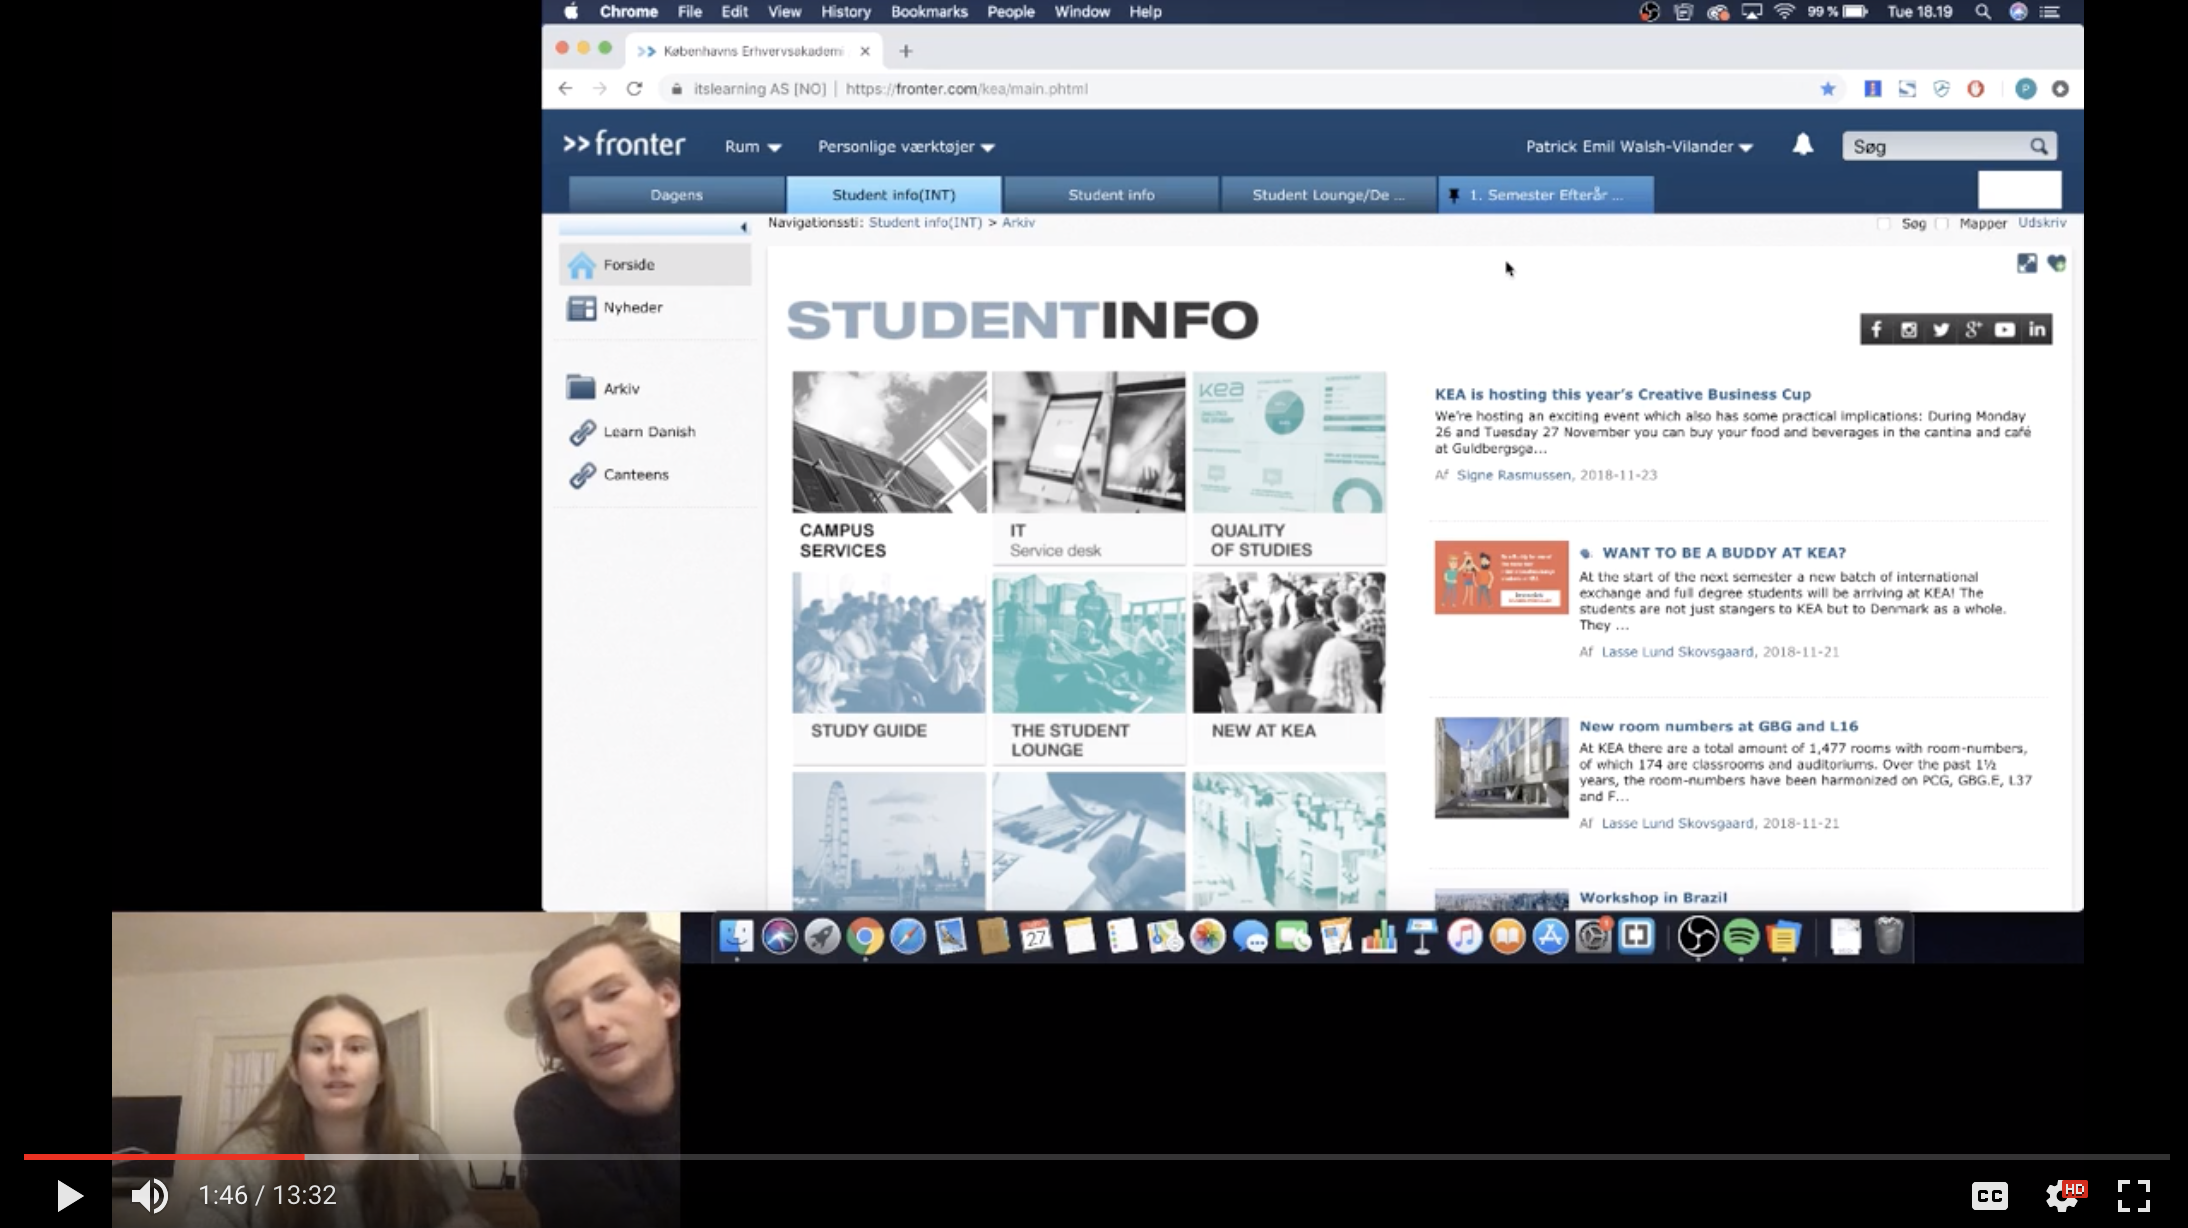 Chrome File Edit View History Bookmarks People Window Help 99 % Tue 18.19
Københavns Erhvervsakademi
itslearning AS [NO] | https://fronter.com/kea/main.phtml
>>fronter Rum Personlige værktøjer Patrick Emil Walsh-Vilander Søg
Dagens Student info(INT) Student info Student Lounge/De ... 1. Semester Efterår ...
Navigationssti: Student info(INT) > Arkiv Søg Mapper Udskriv
Forside
Nyheder
Arkiv
Learn Danish
Canteens
STUDENTINFO
kea
CAMPUS
SERVICES
IT
Service desk
QUALITY
OF STUDIES
STUDY GUIDE
THE STUDENT
LOUNGE
NEW AT KEA
KEA is hosting this year's Creative Business Cup
We're hosting an exciting event which also has some practical implications: During Monday
26 and Tuesday 27 November you can buy your food and beverages in the cantina and café
at Guldbergsga...
Af Signe Rasmussen, 2018-11-23
WANT TO BE A BUDDY AT KEA?
At the start of the next semester a new batch of international
exchange and full degree students will be arriving at KEA! The
students are not just stangers to KEA but to Denmark as a whole.
They ...
Af Lasse Lund Skovsgaard, 2018-11-21
New room numbers at GBG and L16
At KEA there are a total amount of 1,477 rooms with room-numbers,
of which 174 are classrooms and auditoriums. Over the past 1½
years, the room-numbers have been harmonized on PCG, GBG.E, L37
and F...
Af Lasse Lund Skovsgaard, 2018-11-21
Workshop in Brazil
27
1:46 / 13:32 CC HD